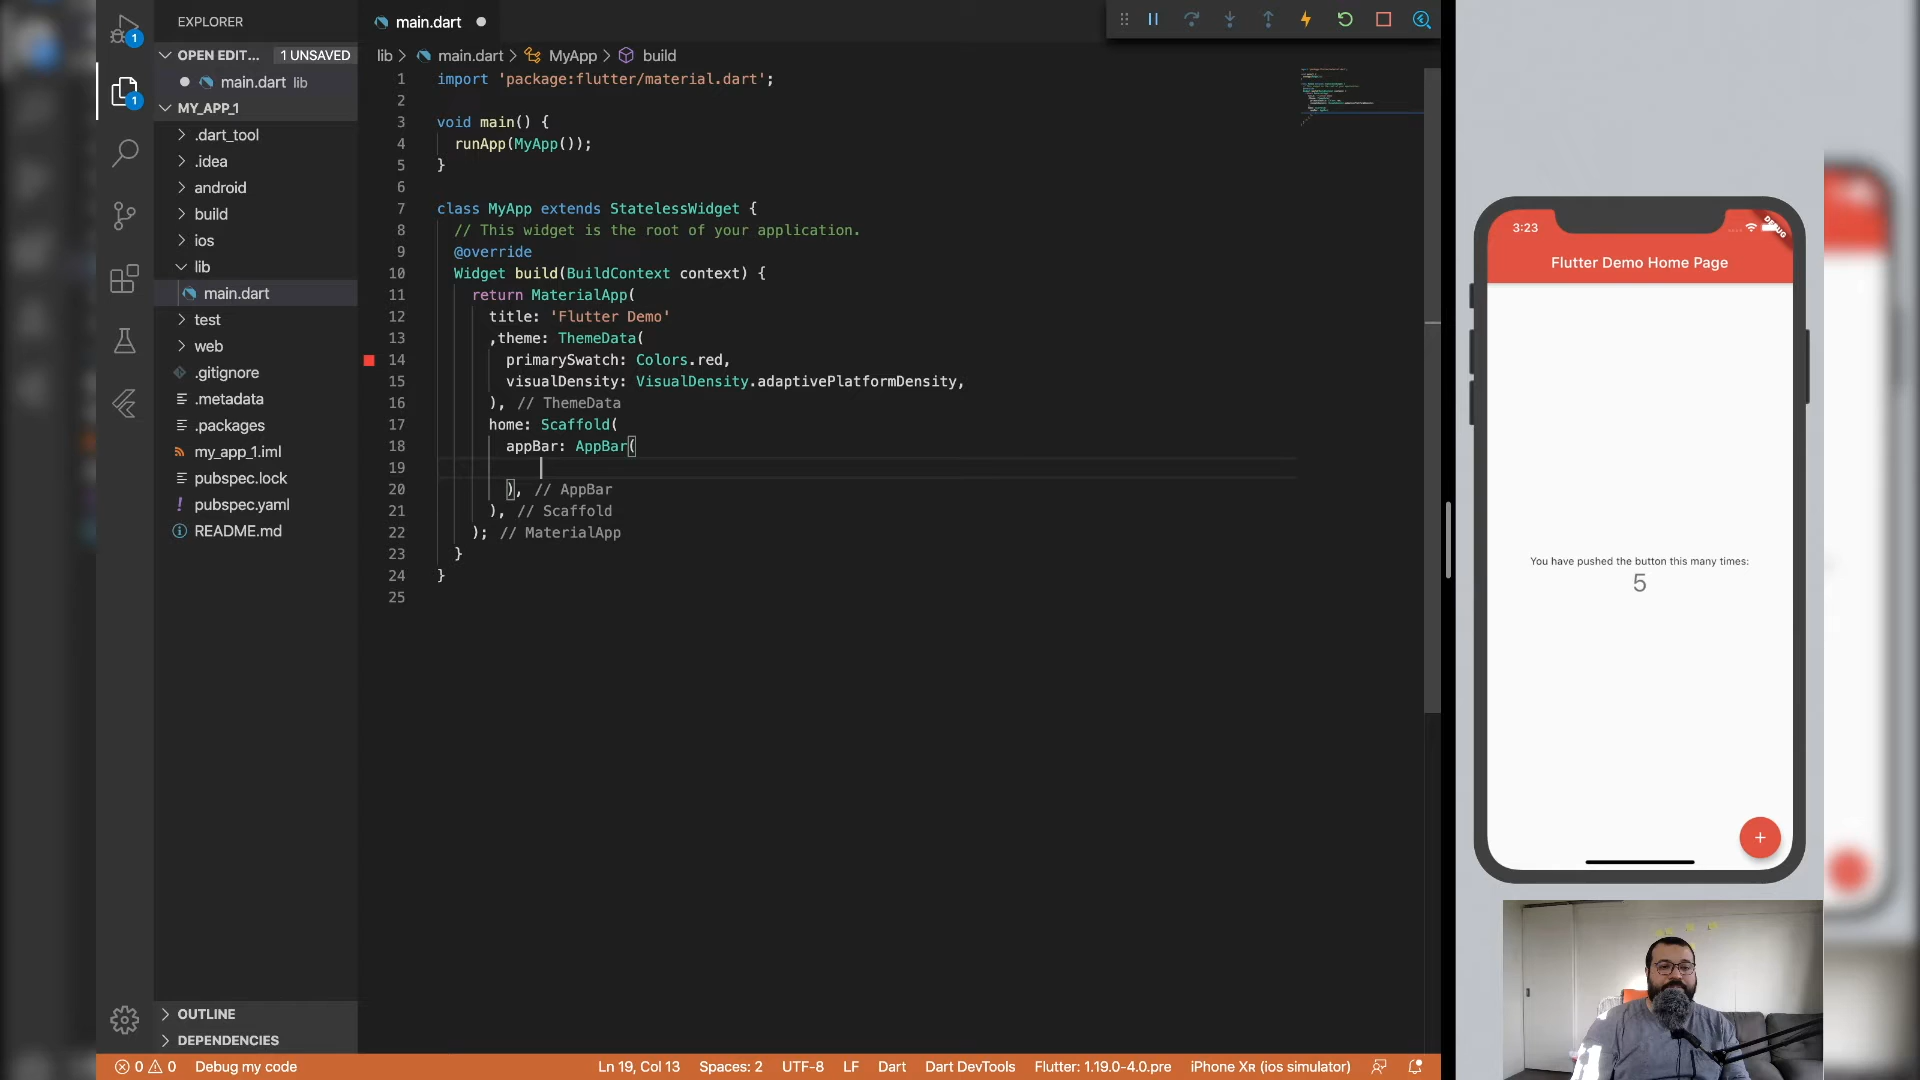 EXPLORER
OPEN EDIT... 1 UNSAVED
main.dart lib
MY_APP_1
.dart_tool
.idea
android
build
ios
lib
main.dart
test
web
.gitignore
.metadata
.packages
my_app_1.iml
pubspec.lock
! pubspec.yaml
README.md
OUTLINE
DEPENDENCIES
1
1
main.dart
lib > main.dart > MyApp > build
1 import 'package:flutter/material.dart';
2
3 void main() {
4 runApp(MyApp());
5 }
6
7 class MyApp extends StatelessWidget {
8 // This widget is the root of your application.
9 @override
10 Widget build(BuildContext context) {
11 return MaterialApp(
12 title: 'Flutter Demo'
13 ,theme: ThemeData(
14 primarySwatch: Colors.red,
15 visualDensity: VisualDensity.adaptivePlatformDensity,
16 ), // ThemeData
17 home: Scaffold(
18 appBar: AppBar(
19
20 ), // AppBar
21 ), // Scaffold
22 ); // MaterialApp
23 }
24 }
25
3:23
DEBUG
Flutter Demo Home Page
You have pushed the button this many times:
5
+
0 0 Debug my code Ln 19, Col 13 Spaces: 2 UTF-8 LF Dart Dart DevTools Flutter: 1.19.0-4.0.pre iPhone XR (ios simulator)